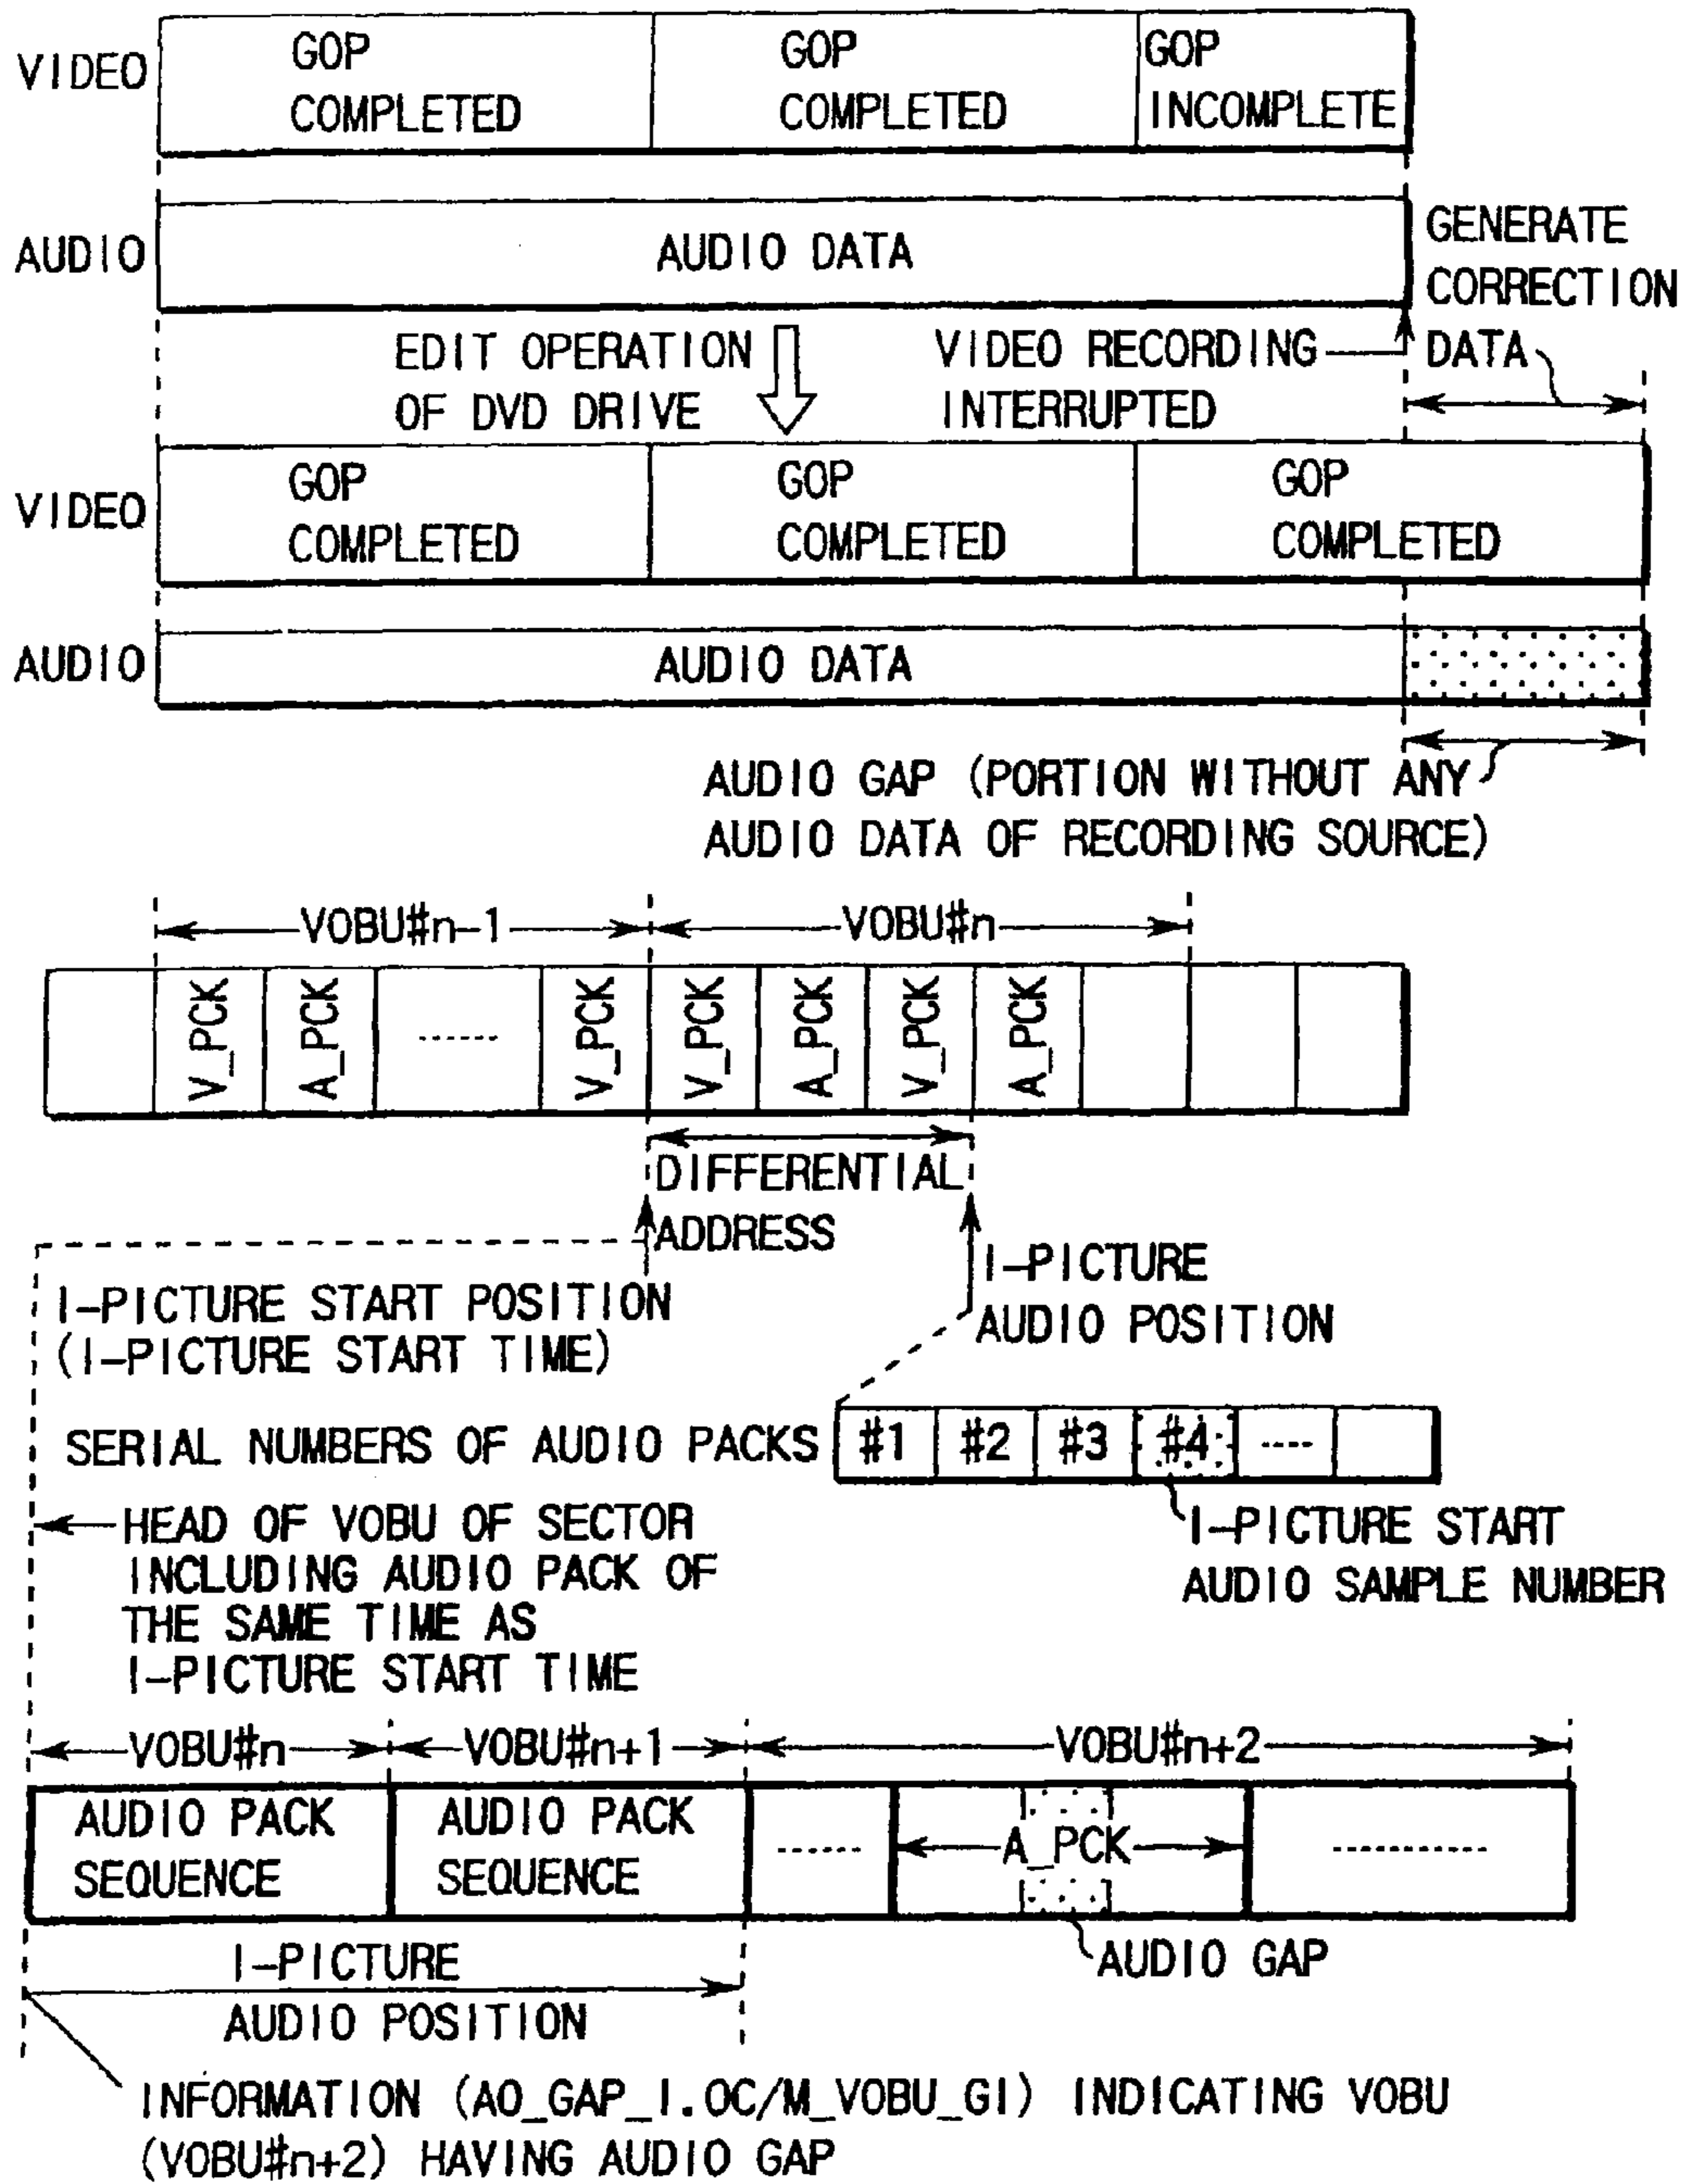 VIDEO
GOP
COMPLETED
GOP
COMPLETED
GOP
INCOMPLETE
AUDIO
AUDIO DATA
GENERATE
CORRECTION
DATA
EDIT OPERATION
OF DVD DRIVE
VIDEO RECORDING
INTERRUPTED
VIDEO
GOP
COMPLETED
GOP
COMPLETED
GOP
COMPLETED
AUDIO
AUDIO DATA
AUDIO GAP (PORTION WITHOUT ANY
AUDIO DATA OF RECORDING SOURCE)
VOBU#n-1
VOBU#n
V_PCK
A_PCK
--------
V_PCK
V_PCK
A_PCK
V_PCK
A_PCK
DIFFERENTIAL
ADDRESS
I-PICTURE START POSITION
(I-PICTURE START TIME)
I-PICTURE
AUDIO POSITION
SERIAL NUMBERS OF AUDIO PACKS
#1
#2
#3
#4
----
I-PICTURE START
AUDIO SAMPLE NUMBER
HEAD OF VOBU OF SECTOR
INCLUDING AUDIO PACK OF
THE SAME TIME AS
I-PICTURE START TIME
VOBU#n
VOBU#n+1
VOBU#n+2
AUDIO PACK
SEQUENCE
AUDIO PACK
SEQUENCE
--------
A_PCK
--------------
AUDIO GAP
I-PICTURE
AUDIO POSITION
INFORMATION (AO_GAP_I.OC/M_VOBU_GI) INDICATING VOBU
(VOBU#n+2) HAVING AUDIO GAP